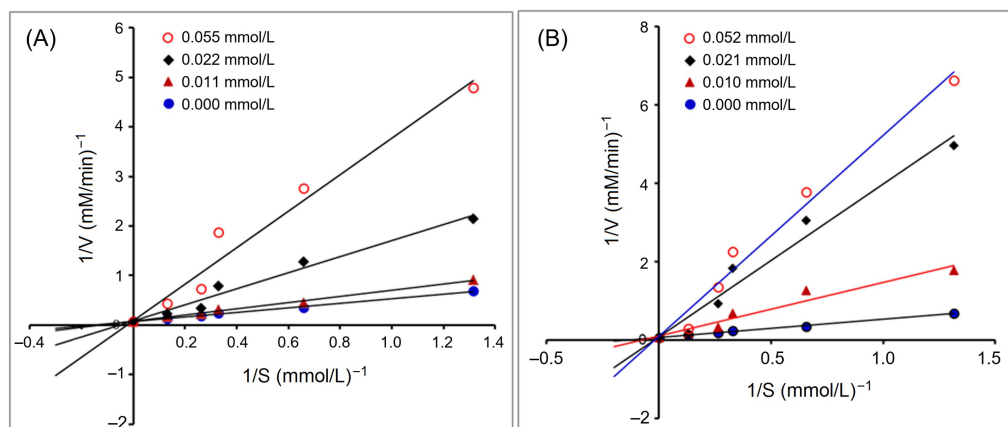 (A)
0.055 mmol/L
0.022 mmol/L
0.011 mmol/L
0.000 mmol/L
1/V (mM/min)⁻¹
6
5
4
3
2
1
0
–1
–2
–0.4
–0.2
0.0
0.2
0.4
0.6
0.8
1.0
1.2
1.4
1/S (mmol/L)⁻¹
(B)
0.052 mmol/L
0.021 mmol/L
0.010 mmol/L
0.000 mmol/L
1/V (mM/min)⁻¹
8
6
4
2
0
–2
–0.5
0.0
0.5
1.0
1.5
1/S (mmol/L)⁻¹